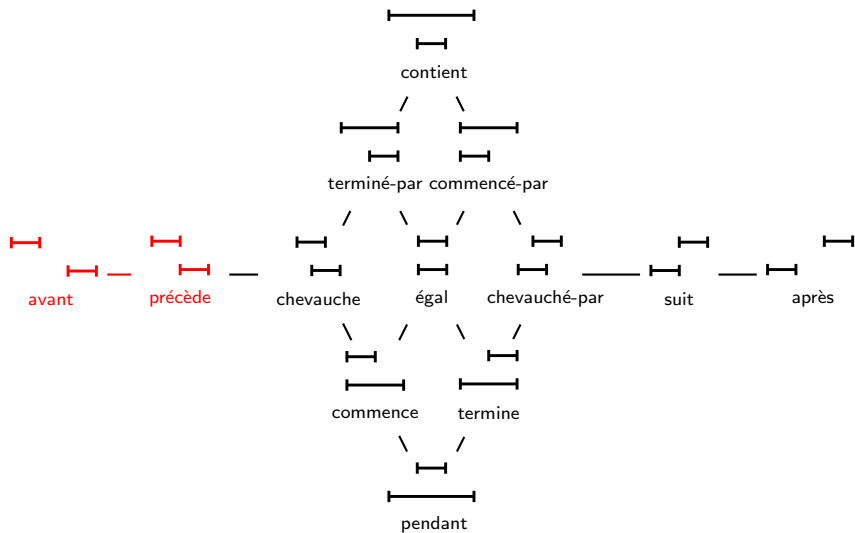 contient
terminé-par commencé-par
avant précède chevauche égal chevauché-par suit après
commence termine
pendant